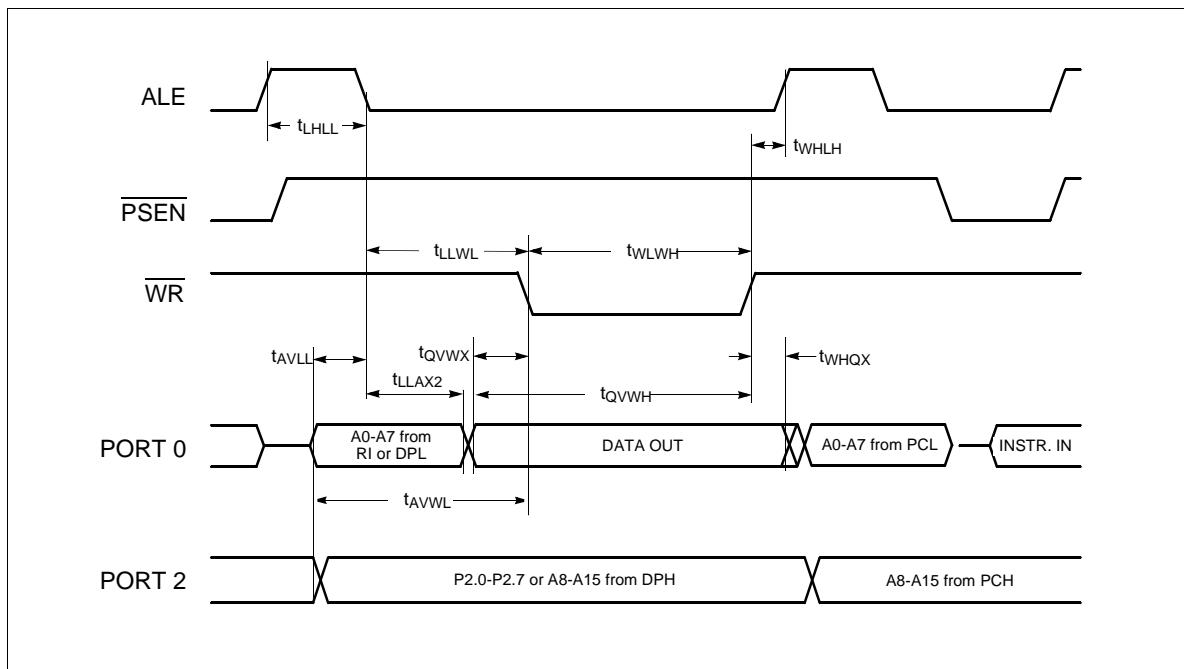 ALE
tLHLL
tWHLH
PSEN
tLLWL
tWLWH
WR
tAVLL
tQVWX
tWHQX
tLLAX2
tQVWH
PORT 0
A0-A7 from
RI or DPL
DATA OUT
A0-A7 from PCL
INSTR. IN
tAVWL
PORT 2
P2.0-P2.7 or A8-A15 from DPH
A8-A15 from PCH